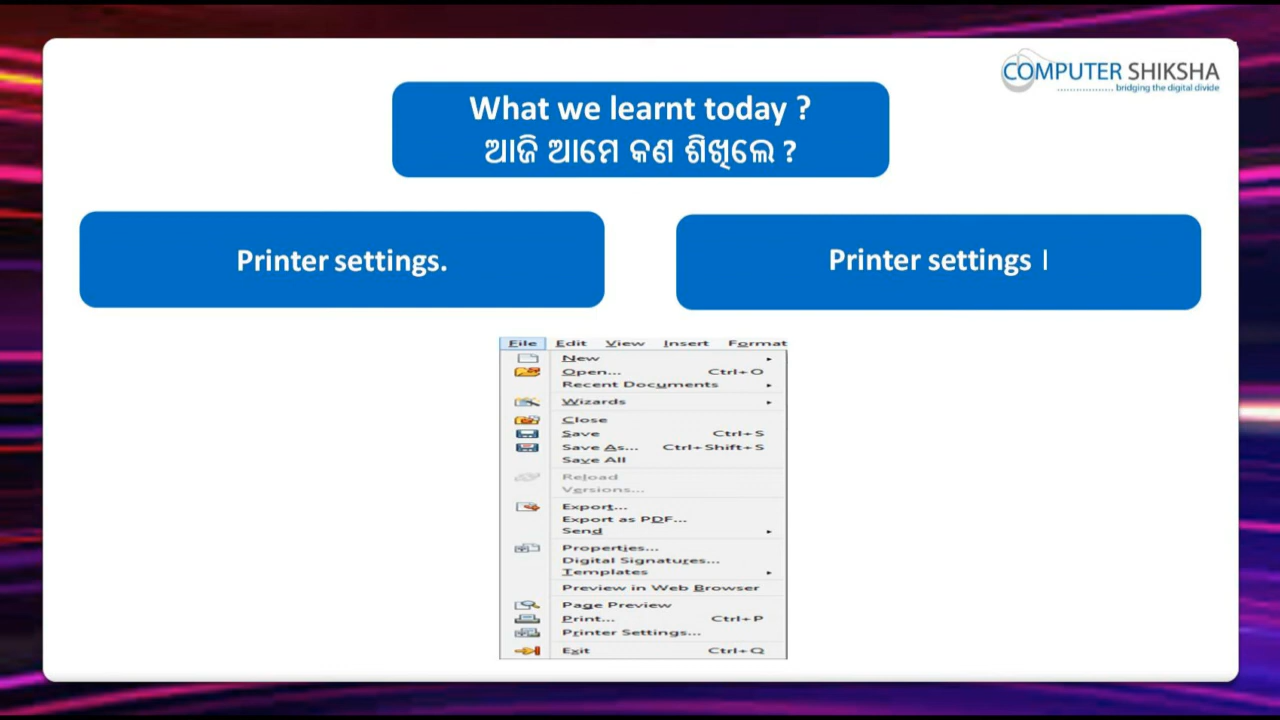 COMPUTER SHIKSHA
bridging the digital divide
What we learnt today ?
ଆଜି ଆମେ କଣ ଶିଖିଲେ ?
Printer settings.
Printer settings ।
File Edit View Insert Format
New
Open... Ctrl+O
Recent Documents
Wizards
Close
Save Ctrl+S
Save As... Ctrl+Shift+S
Save All
Reload
Versions...
Export...
Export as PDF...
Send
Properties...
Digital Signatures...
Templates
Preview in Web Browser
Page Preview
Print... Ctrl+P
Printer Settings...
Exit Ctrl+Q